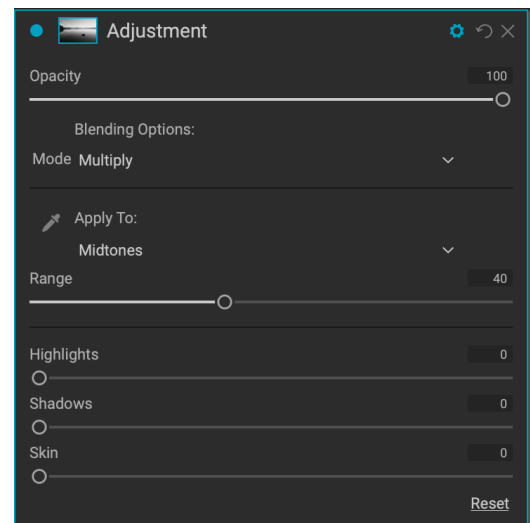 Adjustment
Opacity 100
Blending Options:
Mode Multiply
Apply To:
Midtones
Range 40
Highlights 0
Shadows 0
Skin 0
Reset